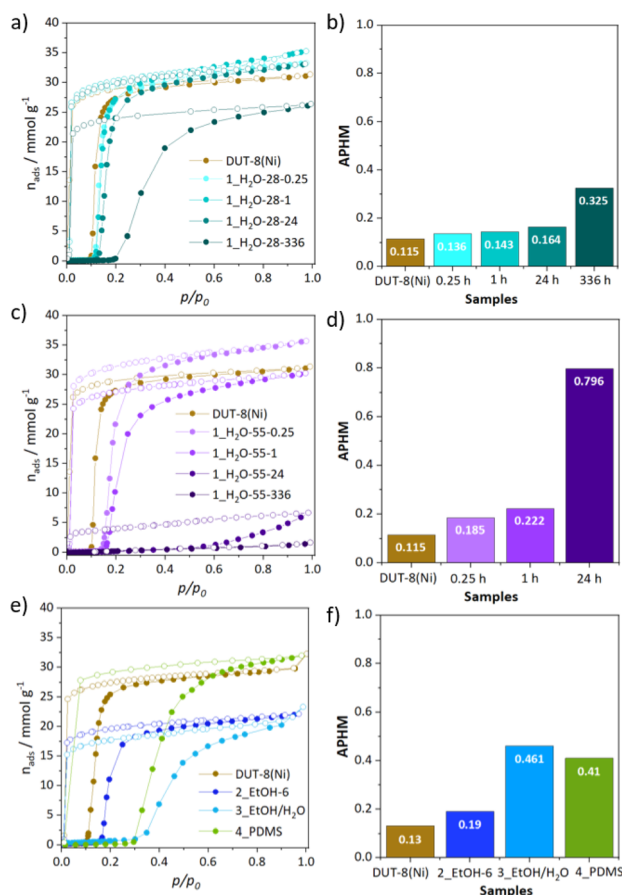 a)
40
35
30
25
20
15
10
5
0
n_ads / mmol g⁻¹
DUT-8(Ni)
1_H₂O-28-0.25
1_H₂O-28-1
1_H₂O-28-24
1_H₂O-28-336
0.0 0.2 0.4 0.6 0.8 1.0
p/p₀
b)
1.0
0.8
0.6
0.4
0.2
0.0
APHM
0.115 0.136 0.143 0.164 0.325
DUT-8(Ni) 0.25 h 1 h 24 h 336 h
Samples
c)
40
35
30
25
20
15
10
5
0
n_ads / mmol g⁻¹
DUT-8(Ni)
1_H₂O-55-0.25
1_H₂O-55-1
1_H₂O-55-24
1_H₂O-55-336
0.0 0.2 0.4 0.6 0.8 1.0
p/p₀
d)
1.0
0.8
0.6
0.4
0.2
0.0
APHM
0.115 0.185 0.222 0.796
DUT-8(Ni) 0.25 h 1 h 24 h
Samples
e)
40
35
30
25
20
15
10
5
0
n_ads / mmol g⁻¹
DUT-8(Ni)
2_EtOH-6
3_EtOH/H₂O
4_PDMS
0.0 0.2 0.4 0.6 0.8 1.0
p/p₀
f)
1.0
0.8
0.6
0.4
0.2
0.0
APHM
0.13 0.19 0.461 0.41
DUT-8(Ni) 2_EtOH-6 3_EtOH/H₂O 4_PDMS
Samples